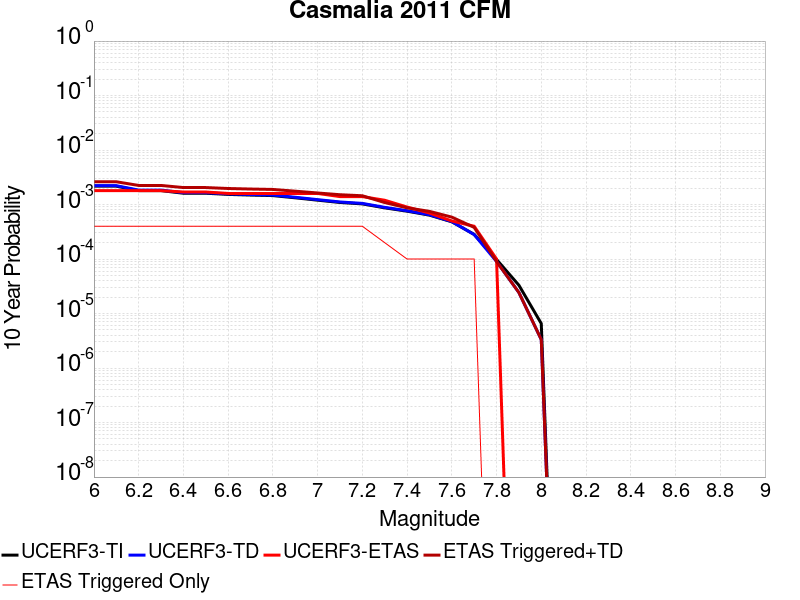 Casmalia 2011 CFM
10 Year Probability
10^0
10^-1
10^-2
10^-3
10^-4
10^-5
10^-6
10^-7
10^-8
6 6.2 6.4 6.6 6.8 7 7.2 7.4 7.6 7.8 8 8.2 8.4 8.6 8.8 9
Magnitude
UCERF3-TI UCERF3-TD UCERF3-ETAS ETAS Triggered+TD
ETAS Triggered Only